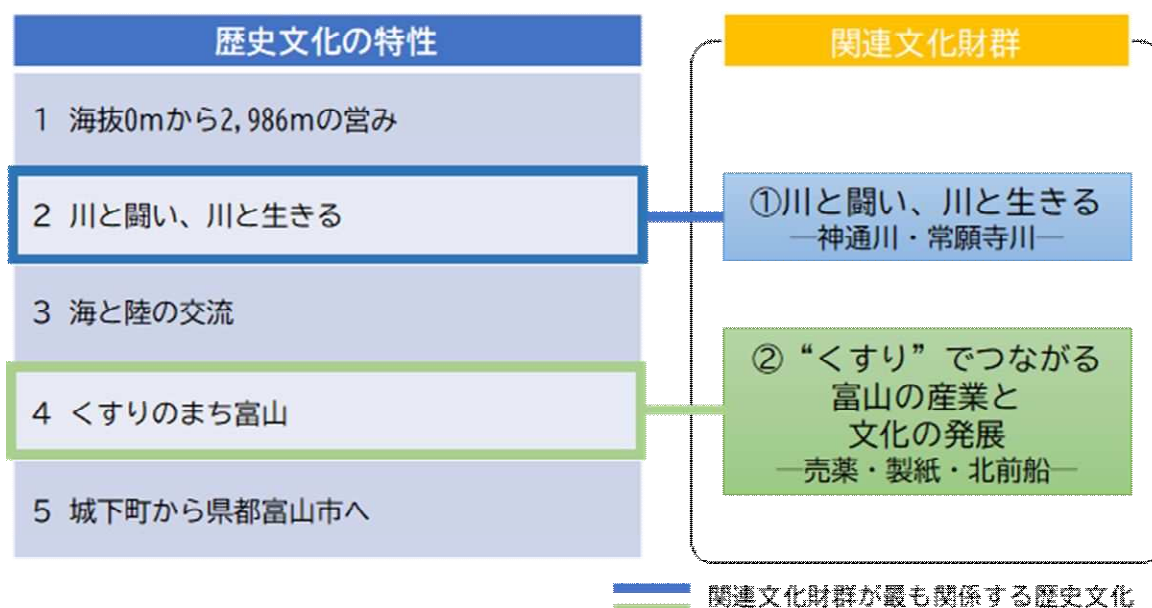 歴史文化の特性
1 海抜0mから2,986mの営み
2 川と闘い、川と生きる
3 海と陸の交流
4 くすりのまち富山
5 城下町から県都富山市へ
関連文化財群
①川と闘い、川と生きる
―神通川・常願寺川―
②“くすり”でつながる
富山の産業と
文化の発展
―売薬・製紙・北前船―
関連文化財群が最も関係する歴史文化